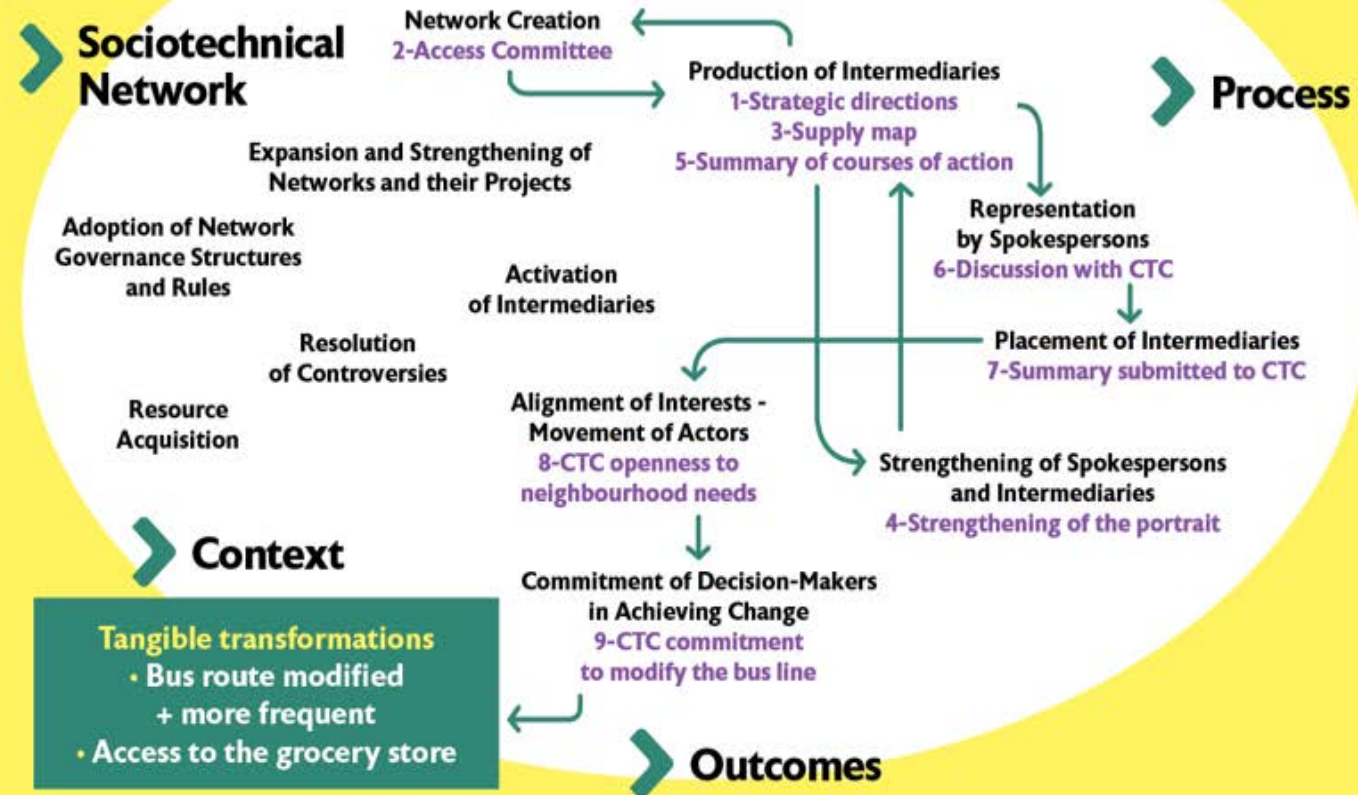 Sociotechnical
Network
Network Creation
2-Access Committee
Production of Intermediaries
1-Strategic directions
3-Supply map
5-Summary of courses of action
Process
Expansion and Strengthening of
Networks and their Projects
Adoption of Network
Governance Structures
and Rules
Activation
of Intermediaries
Representation
by Spokespersons
6-Discussion with CTC
Resolution
of Controversies
Placement of Intermediaries
7-Summary submitted to CTC
Resource
Acquisition
Alignment of Interests -
Movement of Actors
8-CTC openness to
neighbourhood needs
Strengthening of Spokespersons
and Intermediaries
4-Strengthening of the portrait
Context
Commitment of Decision-Makers
in Achieving Change
9-CTC commitment
to modify the bus line
Tangible transformations
• Bus route modified
+ more frequent
• Access to the grocery store
Outcomes